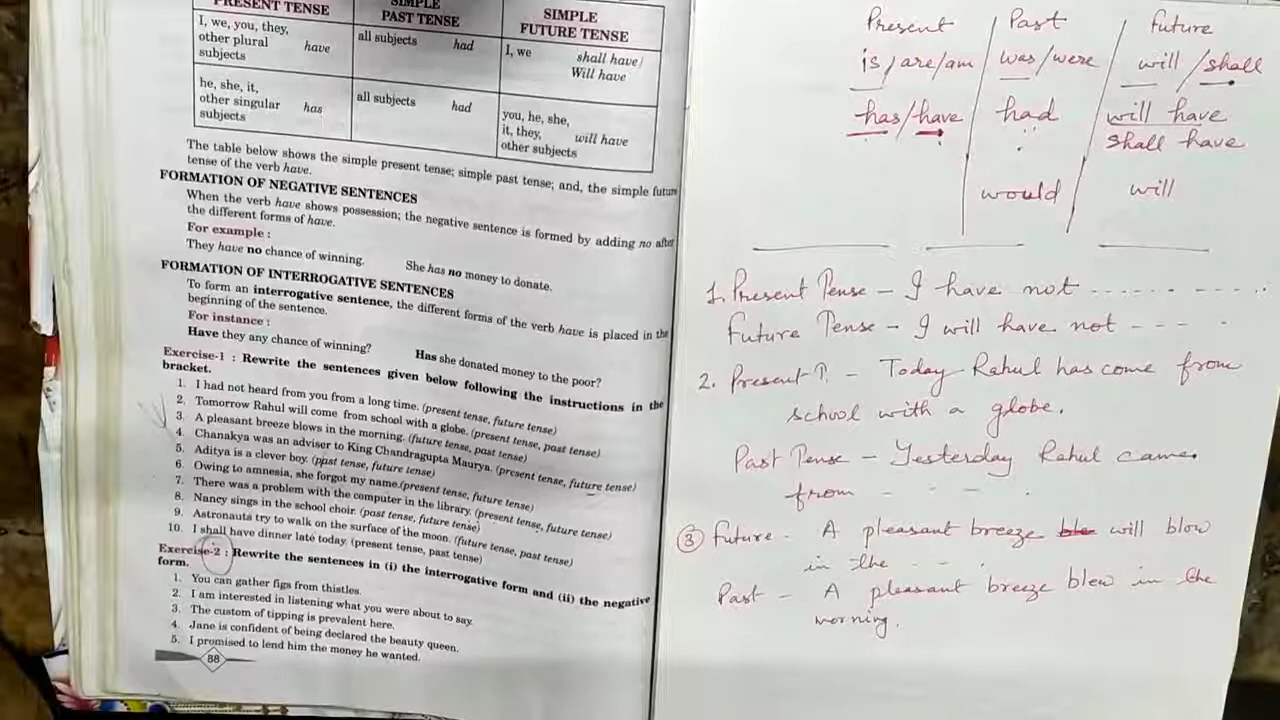 PRESENT TENSE
SIMPLE
PAST TENSE
SIMPLE
FUTURE TENSE
I, we, you, they,
other plural
subjects
have
all subjects had
I, we shall have/
Will have
he, she, it,
other singular
subjects
has
all subjects had
you, he, she,
it, they,
other subjects
will have
The table below shows the simple present tense; simple past tense; and, the simple future
tense of the verb have.
FORMATION OF NEGATIVE SENTENCES
When the verb have shows possession; the negative sentence is formed by adding no after
the different forms of have.
For example :
They have no chance of winning. She has no money to donate.
FORMATION OF INTERROGATIVE SENTENCES
To form an interrogative sentence, the different forms of the verb have is placed in the
beginning of the sentence.
For instance :
Have they any chance of winning? Has she donated money to the poor?
Exercise-1 : Rewrite the sentences given below following the instructions in the
bracket.
1. I had not heard from you from a long time. (present tense, future tense)
2. Tomorrow Rahul will come from school with a globe. (present tense, past tense)
3. A pleasant breeze blows in the morning. (future tense, past tense)
4. Chanakya was an adviser to King Chandragupta Maurya. (present tense, future tense)
5. Aditya is a clever boy. (past tense, future tense)
6. Owing to amnesia, she forgot my name.(present tense, future tense)
7. There was a problem with the computer in the library. (present tense, future tense)
8. Nancy sings in the school choir. (past tense, future tense)
9. Astronauts try to walk on the surface of the moon. (future tense, past tense)
10. I shall have dinner late today. (present tense, past tense)
Exercise-2 : Rewrite the sentences in (i) the interrogative form and (ii) the negative
form.
1. You can gather figs from thistles.
2. I am interested in listening what you were about to say.
3. The custom of tipping is prevalent here.
4. Jane is confident of being declared the beauty queen.
5. I promised to lend him the money he wanted.
88
Present / Past / Future
is/are/am was/were will/shall
has/have had will have
shall have
would will
1. Present Tense - I have not ............
Future Tense - I will have not - - - -
2. Present T. - Today Rahul has come from
school with a globe.
Past Tense - Yesterday Rahul came
from - - - .
③ Future - A pleasant breeze ble will blow
in the - - .
Past - A pleasant breeze blew in the
morning.